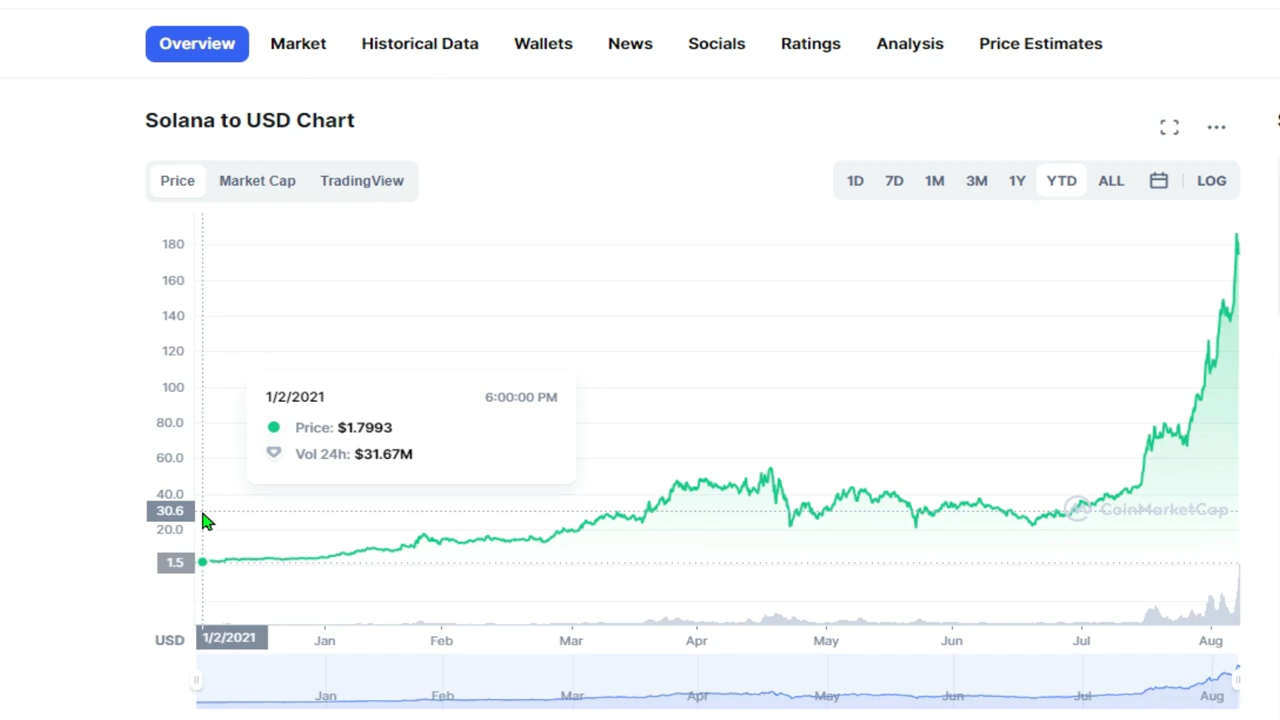 Overview Market Historical Data Wallets News Socials Ratings Analysis Price Estimates
Solana to USD Chart
Price Market Cap TradingView 1D 7D 1M 3M 1Y YTD ALL LOG
180
160
140
120
100
80.0
60.0
40.0
30.6
20.0
1.5
1/2/2021 6:00:00 PM
Price: $1.7993
Vol 24h: $31.67M
CoinMarketCap
USD 1/2/2021 Jan Feb Mar Apr May Jun Jul Aug
Jan Feb Mar Apr May Jun Jul Aug